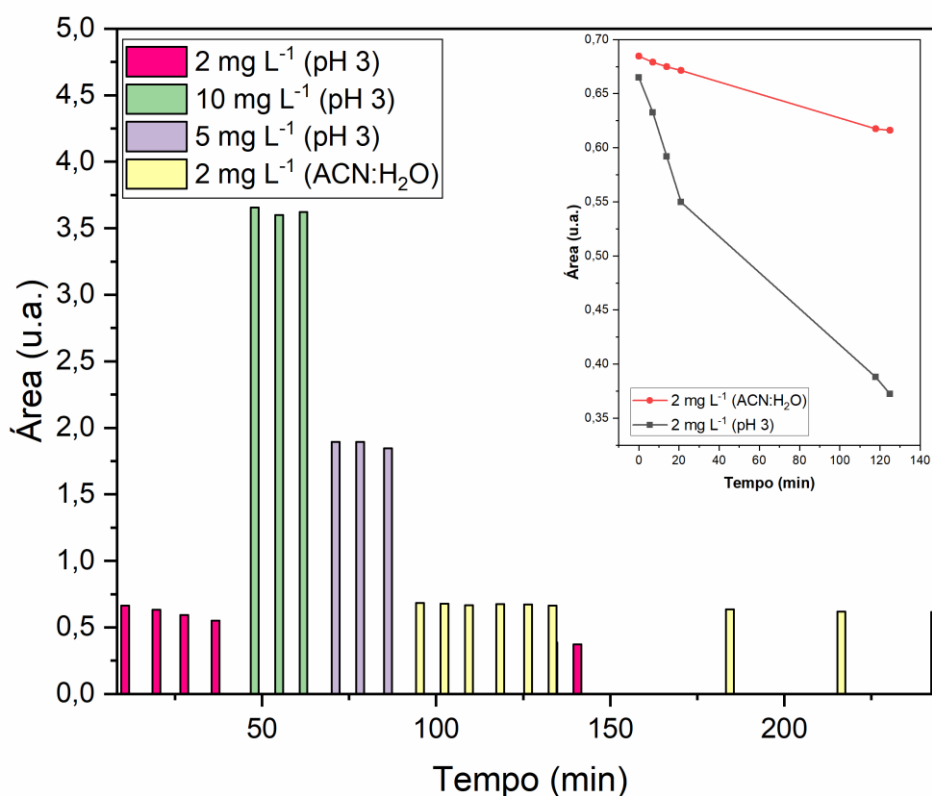 5,0
4,5
4,0
3,5
3,0
2,5
2,0
1,5
1,0
0,5
0,0
Área (u.a.)
2 mg L⁻¹ (pH 3)
10 mg L⁻¹ (pH 3)
5 mg L⁻¹ (pH 3)
2 mg L⁻¹ (ACN:H₂O)
50 100 150 200
Tempo (min)
0,70
0,65
0,60
0,55
0,50
0,45
0,40
0,35
Área (u.a.)
2 mg L⁻¹ (ACN:H₂O)
2 mg L⁻¹ (pH 3)
0 20 40 60 80 100 120 140
Tempo (min)